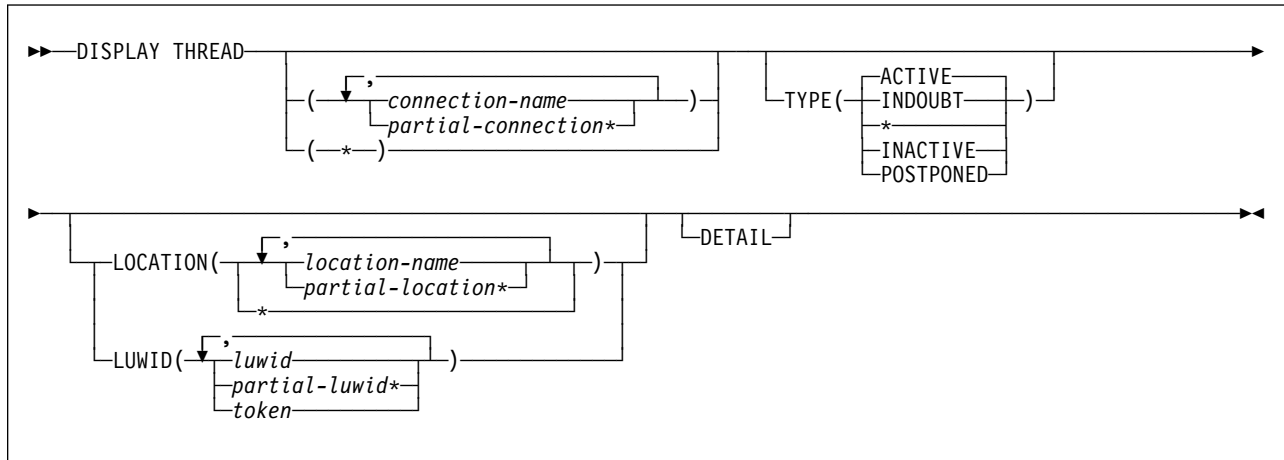 DISPLAY THREAD
,
( connection-name )
partial-connection*
( * )
TYPE( ACTIVE )
INDOUBT
*
INACTIVE
POSTPONED
LOCATION( , )
location-name
partial-location*
*
LUWID( , )
luwid
partial-luwid*
token
DETAIL